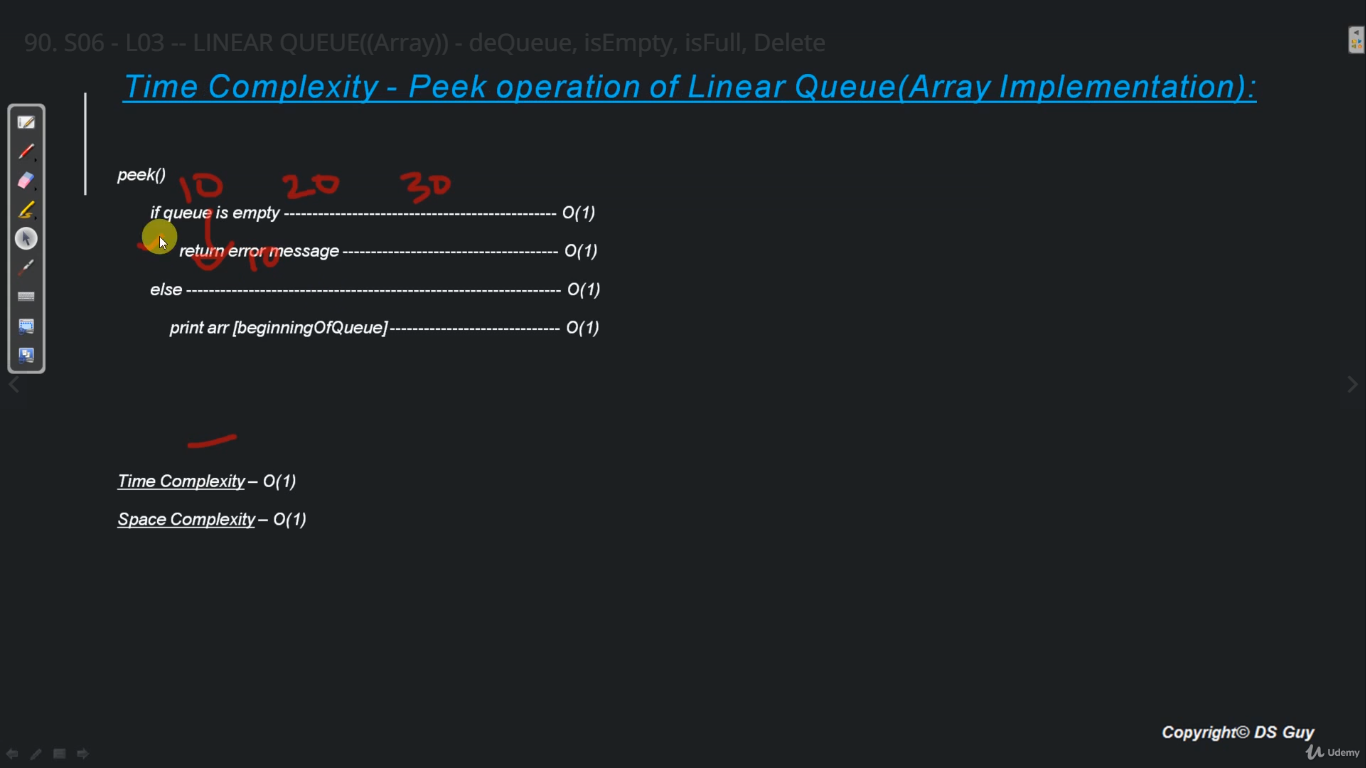 90. S06 - L03 -- LINEAR QUEUE((Array)) - deQueue, isEmpty, isFull, Delete
Time Complexity - Peek operation of Linear Queue(Array Implementation):
peek()
10 20 30
if queue is empty ------------------------------------------------ O(1)
return error message -------------------------------------- O(1)
10
else ------------------------------------------------------------------ O(1)
print arr [beginningOfQueue]------------------------------ O(1)
Time Complexity – O(1)
Space Complexity – O(1)
Copyright© DS Guy
Udemy